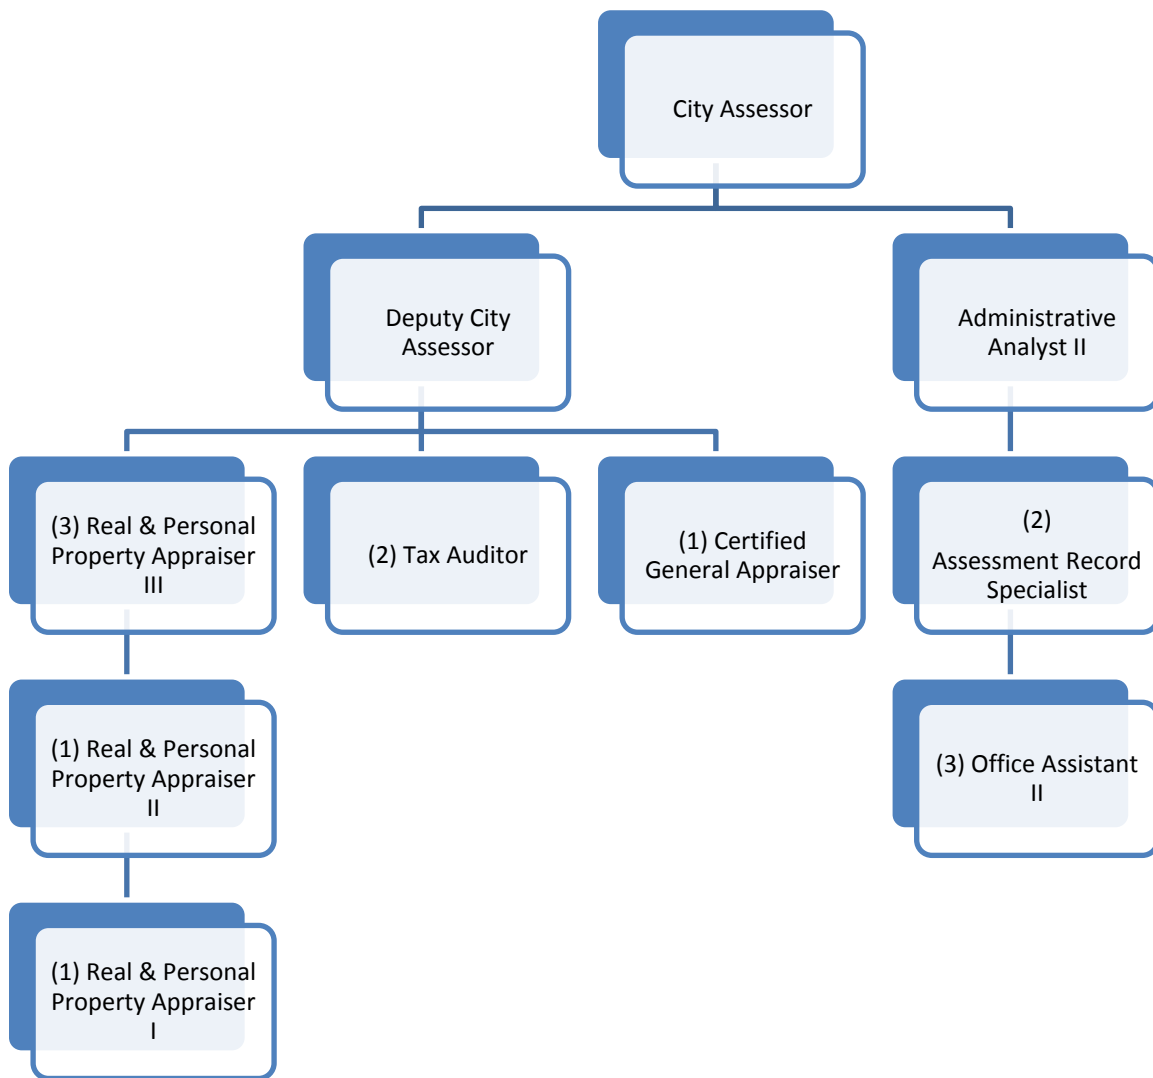 City Assessor
Deputy City
Assessor
Administrative
Analyst II
(3) Real & Personal
Property Appraiser
III
(2) Tax Auditor
(1) Certified
General Appraiser
(2)
Assessment Record
Specialist
(1) Real & Personal
Property Appraiser
II
(3) Office Assistant
II
(1) Real & Personal
Property Appraiser
I